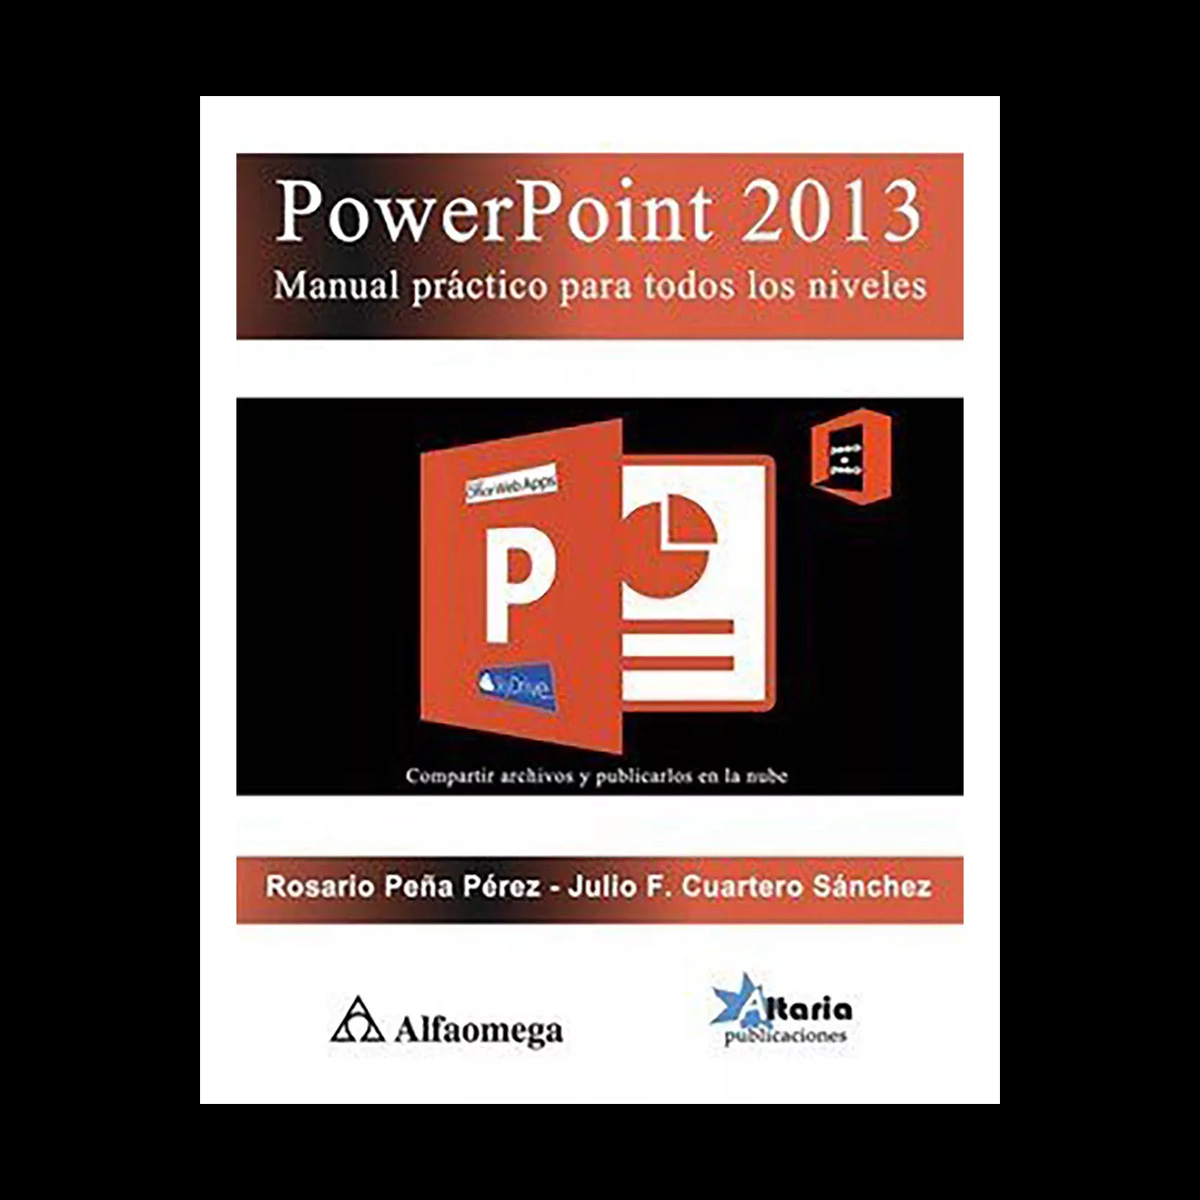 PowerPoint 2013
Manual práctico para todos los niveles
Office Web Apps
P
SkyDrive
Compartir archivos y publicarlos en la nube
Rosario Peña Pérez - Julio F. Cuartero Sánchez
Alfaomega
Altaria
publicaciones